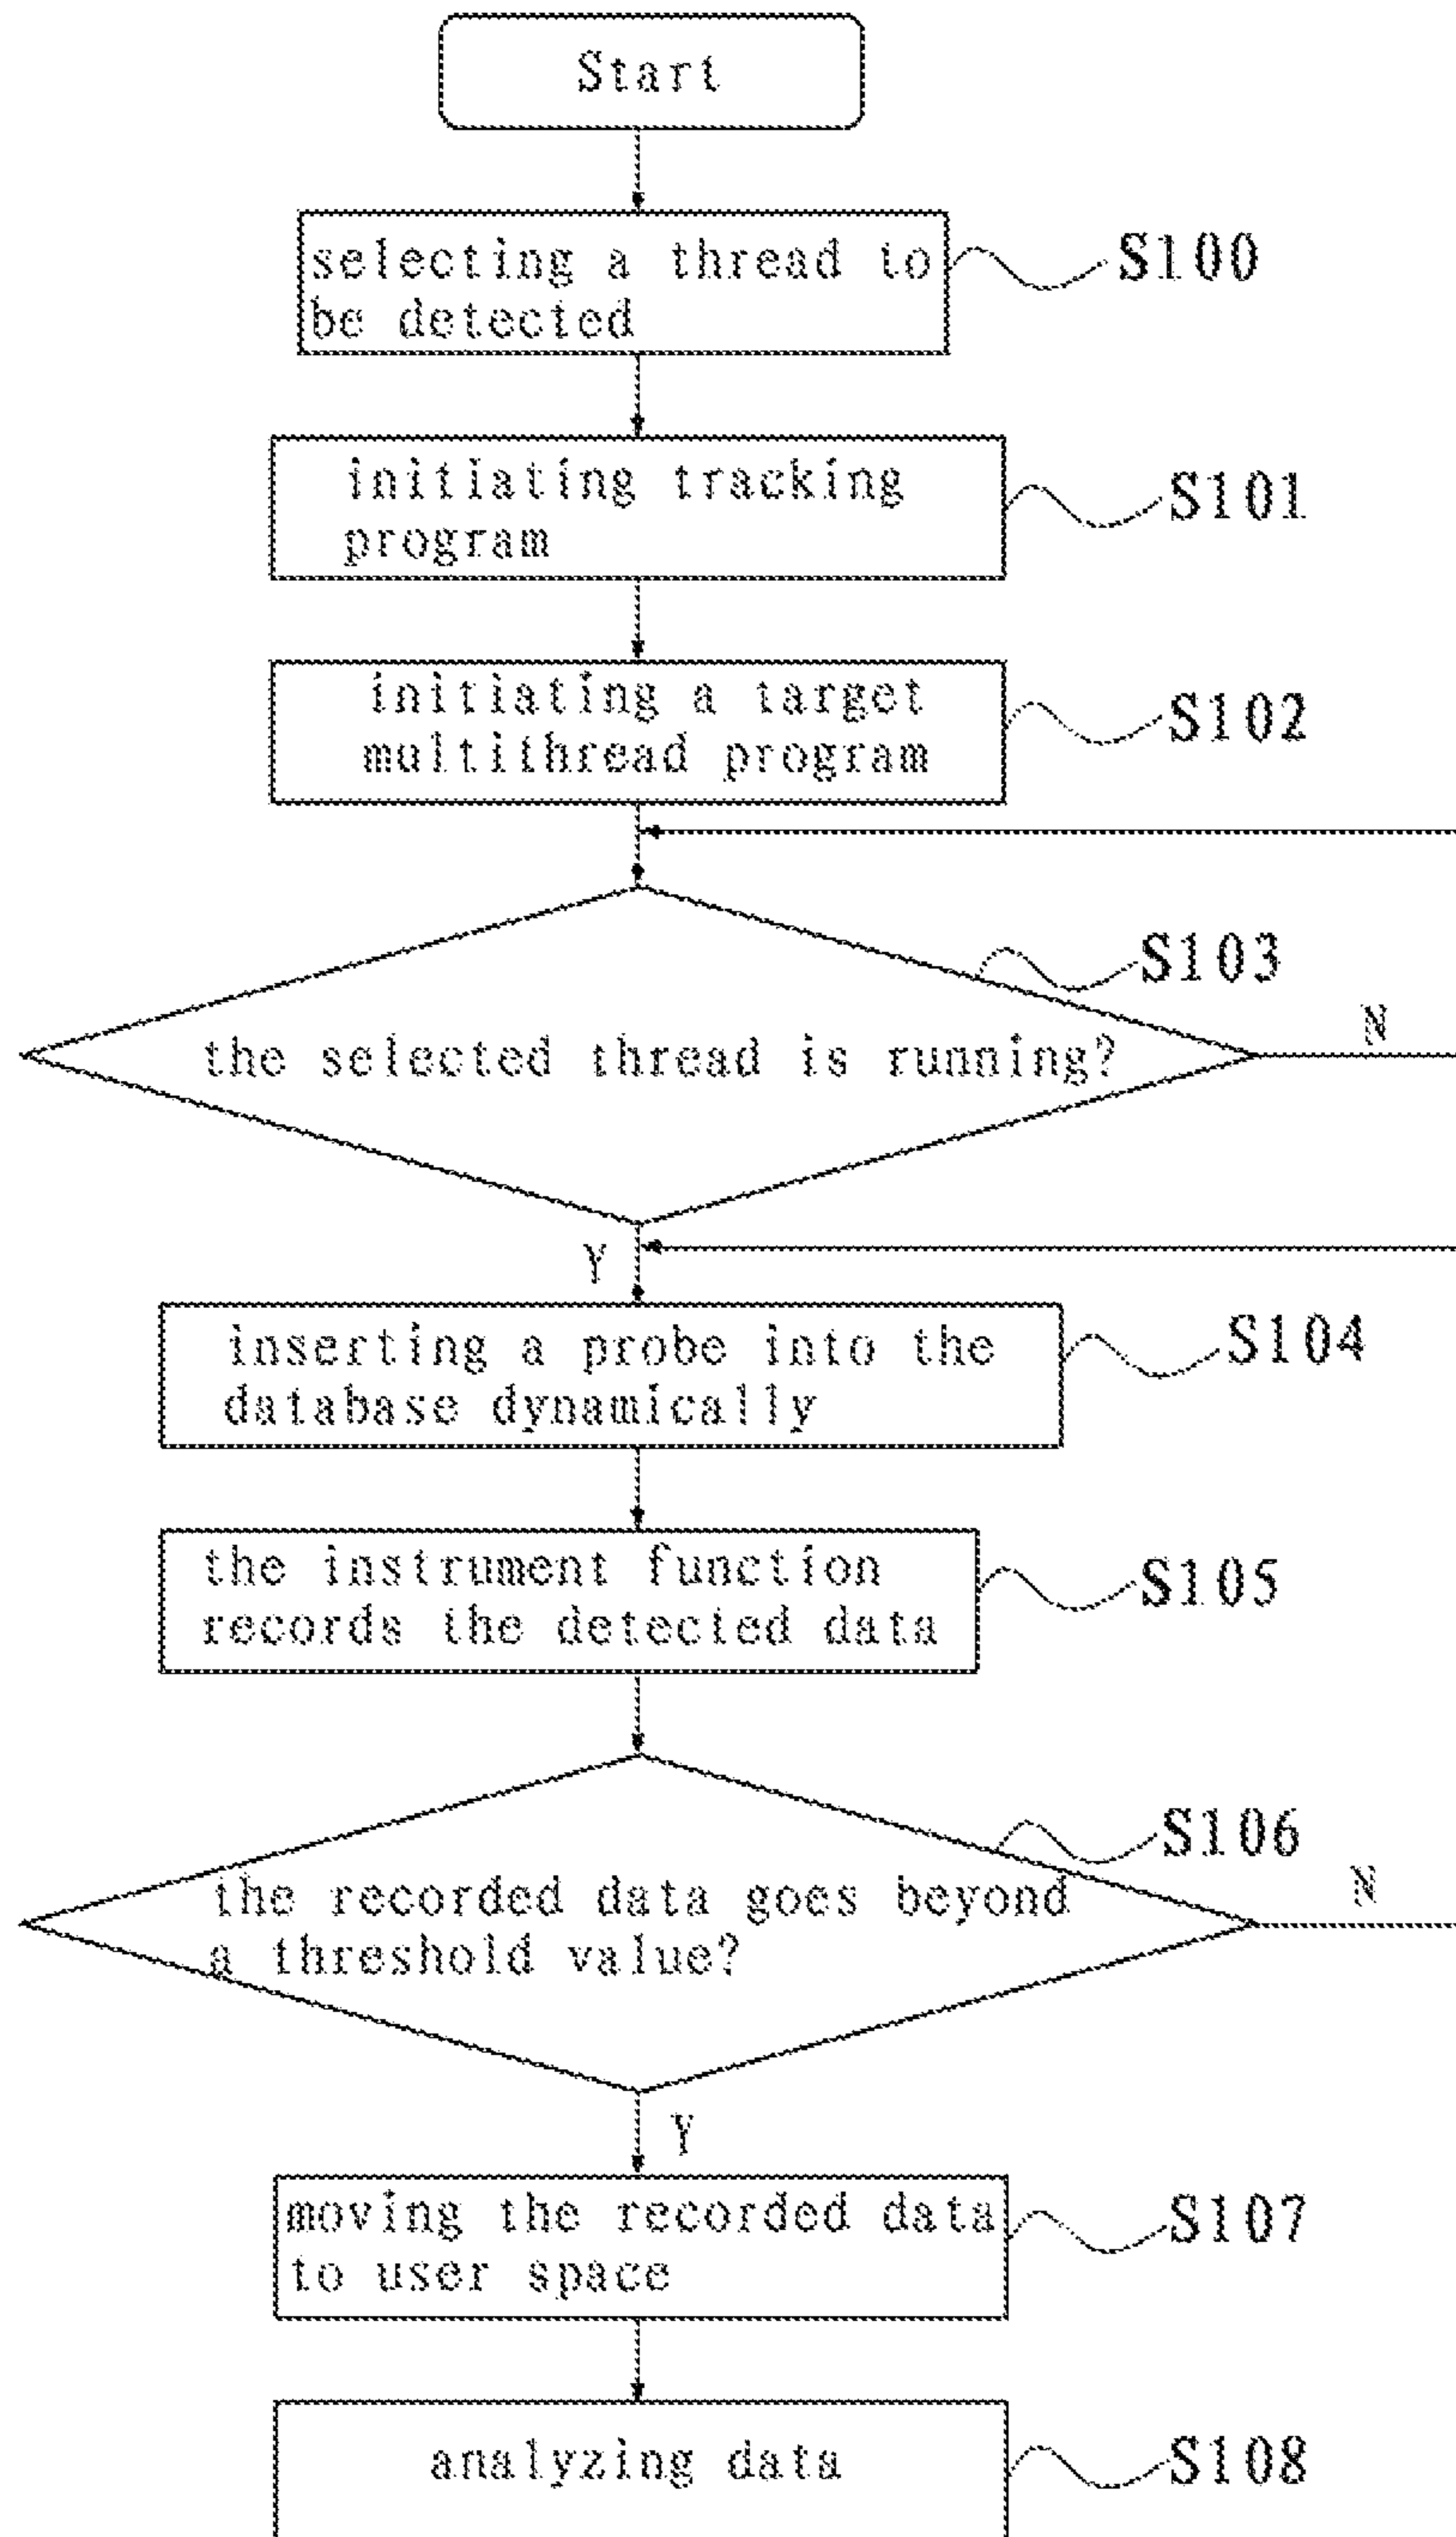 Start
selecting a thread to
be detected
S100
initiating tracking
program
S101
initiating a target
multithread program
S102
S103
the selected thread is running?
N
Y
inserting a probe into the
database dynamically
S104
the instrument function
records the detected data
S105
S106
the recorded data goes beyond
a threshold value?
N
Y
moving the recorded data
to user space
S107
analyzing data
S108